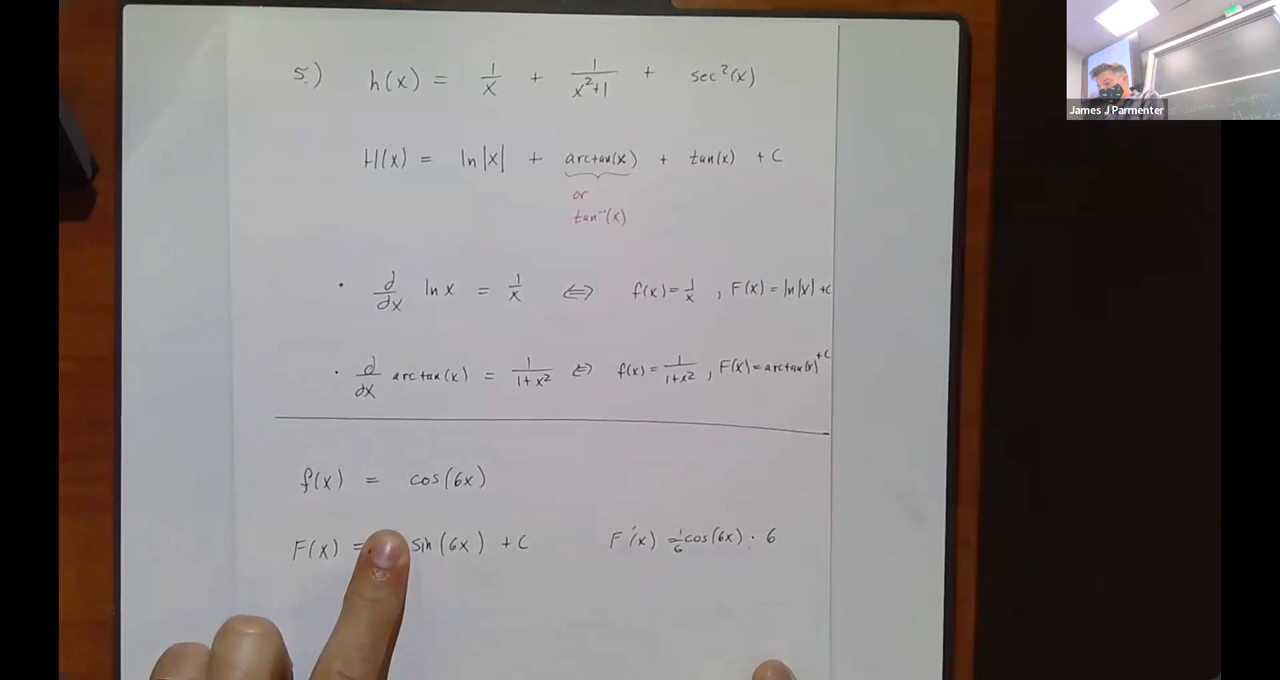 5.) h(x) = 1/x + 1/(x²+1) + sec²(x)
H(x) = ln|x| + arctan(x) + tan(x) + C
or
tan⁻¹(x)
• d/dx ln x = 1/x ⟺ f(x) = 1/x , F(x) = ln|x| + C
• d/dx arctan(x) = 1/(1+x²) ⟺ f(x) = 1/(1+x²) , F(x) = arctan(x) + C
f(x) = cos(6x)
F(x) = sin(6x) + C F'(x) = 1/6 cos(6x) · 6
James J Parmenter